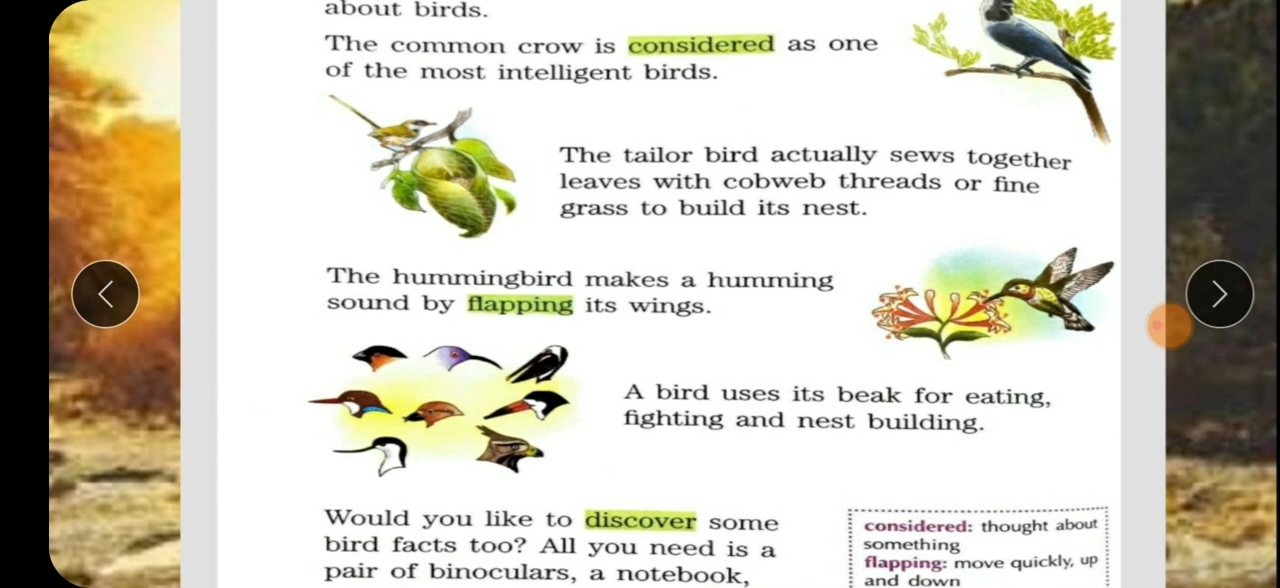 about birds.
The common crow is considered as one
of the most intelligent birds.
The tailor bird actually sews together
leaves with cobweb threads or fine
grass to build its nest.
The hummingbird makes a humming
sound by flapping its wings.
A bird uses its beak for eating,
fighting and nest building.
Would you like to discover some
bird facts too? All you need is a
pair of binoculars, a notebook,
considered: thought about
something
flapping: move quickly, up
and down